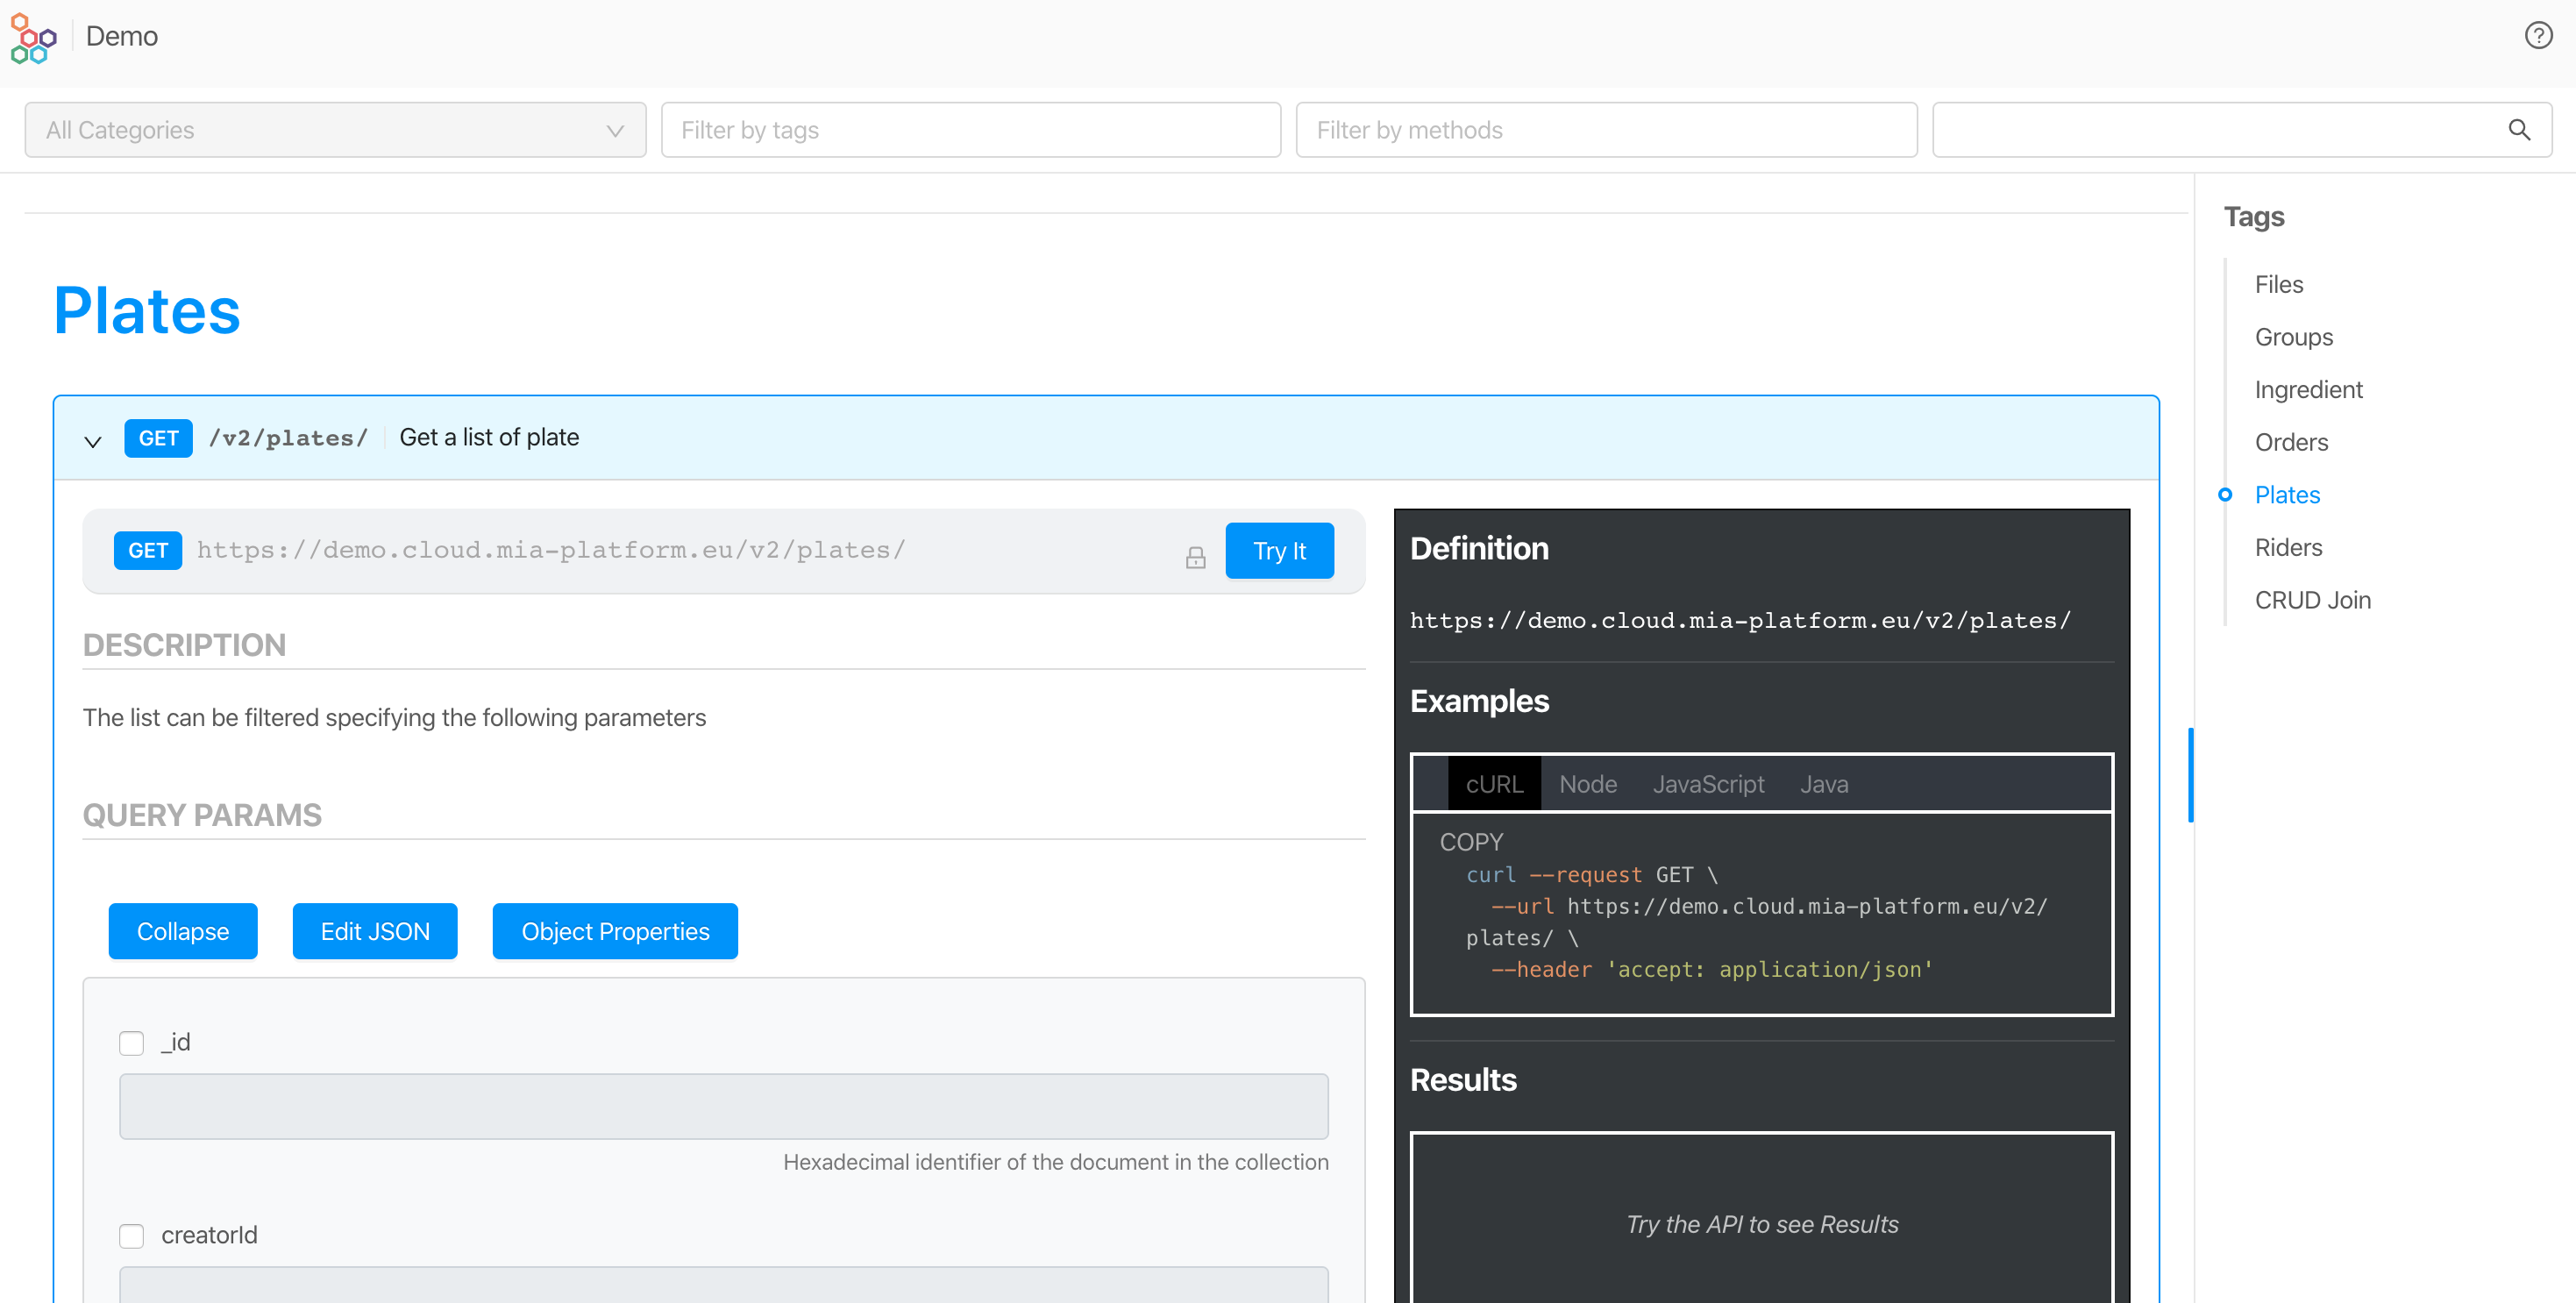 Demo
All Categories
Filter by tags
Filter by methods
Plates
GET /v2/plates/ Get a list of plate
GET https://demo.cloud.mia-platform.eu/v2/plates/ Try It
DESCRIPTION
The list can be filtered specifying the following parameters
QUERY PARAMS
Collapse Edit JSON Object Properties
_id
Hexadecimal identifier of the document in the collection
creatorId
Definition
https://demo.cloud.mia-platform.eu/v2/plates/
Examples
cURL Node JavaScript Java
COPY
curl --request GET \
--url https://demo.cloud.mia-platform.eu/v2/
plates/ \
--header 'accept: application/json'
Results
Try the API to see Results
Tags
Files
Groups
Ingredient
Orders
Plates
Riders
CRUD Join